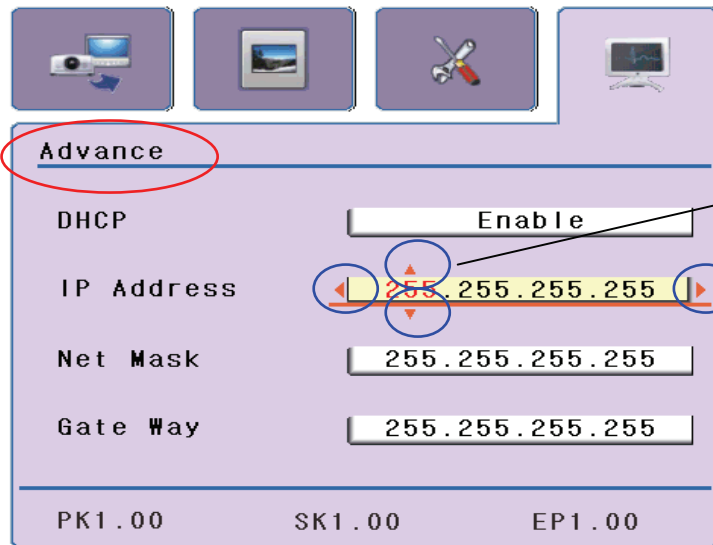 Advance
DHCP Enable
IP Address 255.255.255.255
Net Mask 255.255.255.255
Gate Way 255.255.255.255
PK1.00 SK1.00 EP1.00